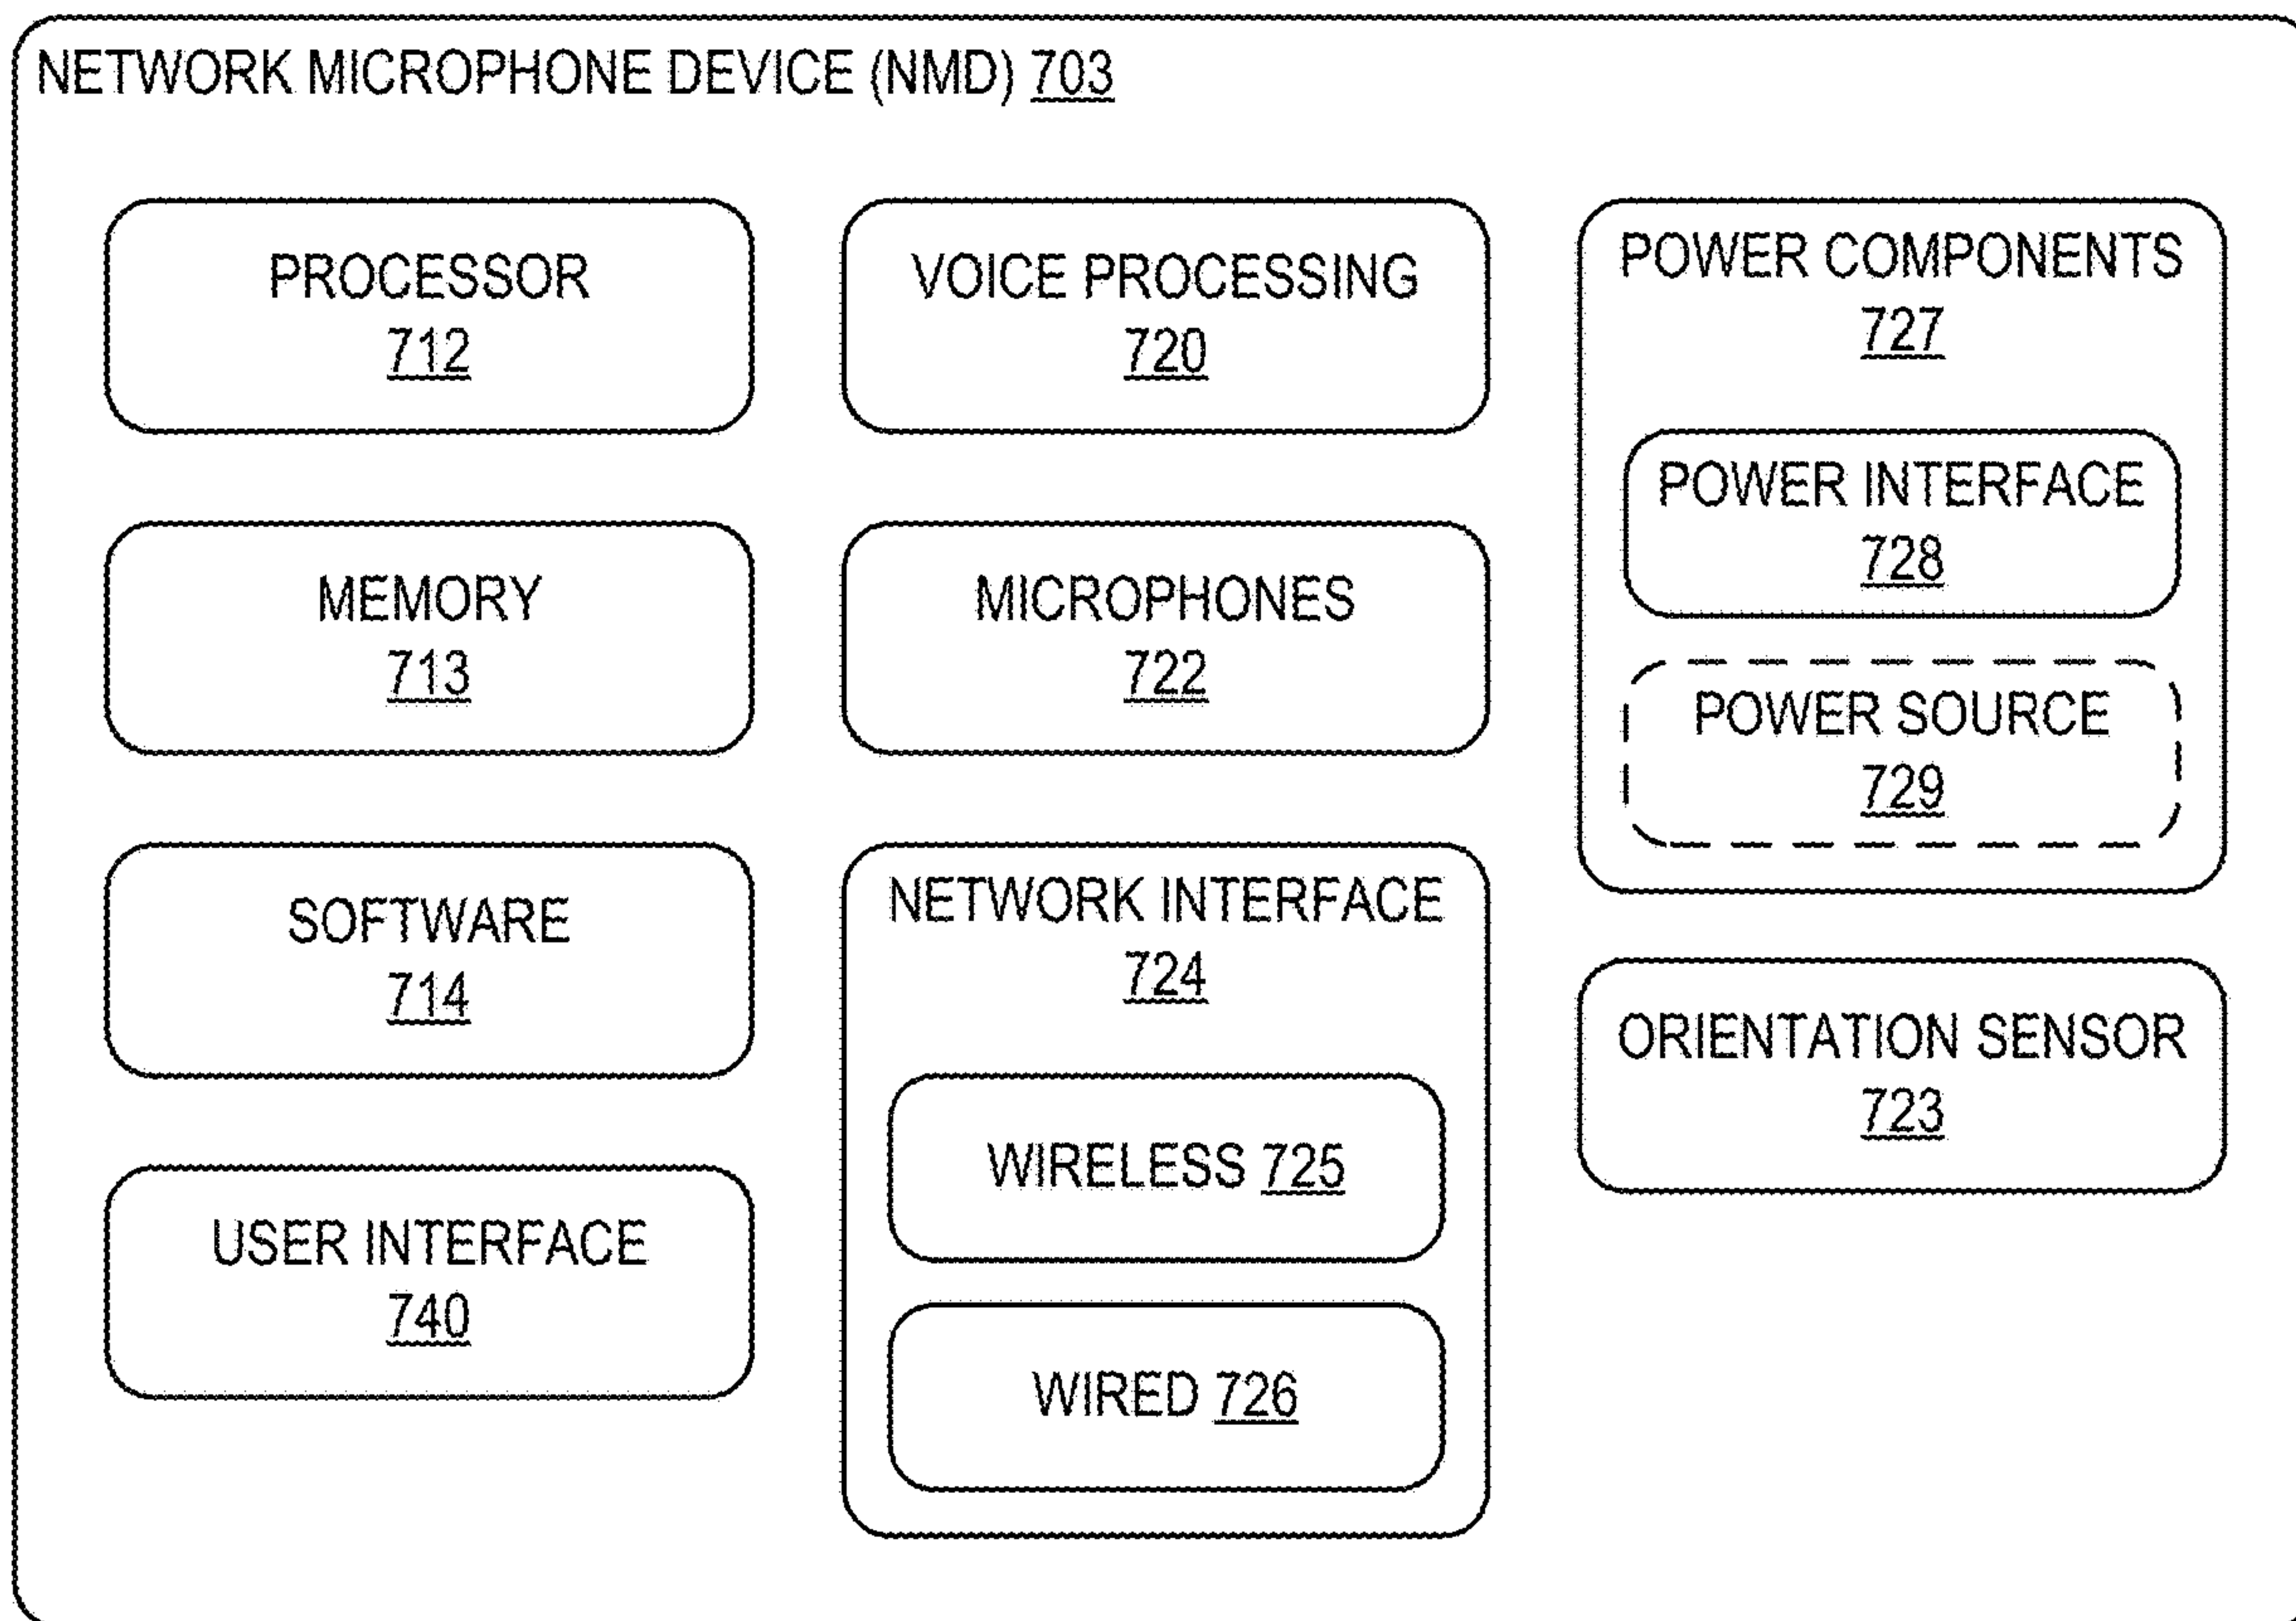 NETWORK MICROPHONE DEVICE (NMD) 703
PROCESSOR
712
MEMORY
713
SOFTWARE
714
USER INTERFACE
740
VOICE PROCESSING
720
MICROPHONES
722
NETWORK INTERFACE
724
WIRELESS 725
WIRED 726
POWER COMPONENTS
727
POWER INTERFACE
728
POWER SOURCE
729
ORIENTATION SENSOR
723